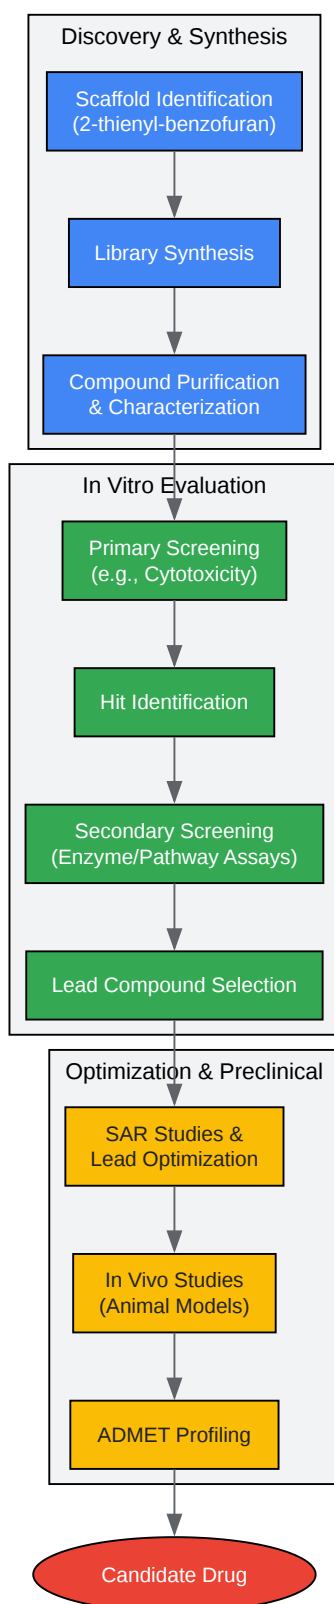 Discovery & Synthesis
Scaffold Identification
(2-thienyl-benzofuran)
Library Synthesis
Compound Purification
& Characterization
In Vitro Evaluation
Primary Screening
(e.g., Cytotoxicity)
Hit Identification
Secondary Screening
(Enzyme/Pathway Assays)
Lead Compound Selection
Optimization & Preclinical
SAR Studies &
Lead Optimization
In Vivo Studies
(Animal Models)
ADMET Profiling
Candidate Drug